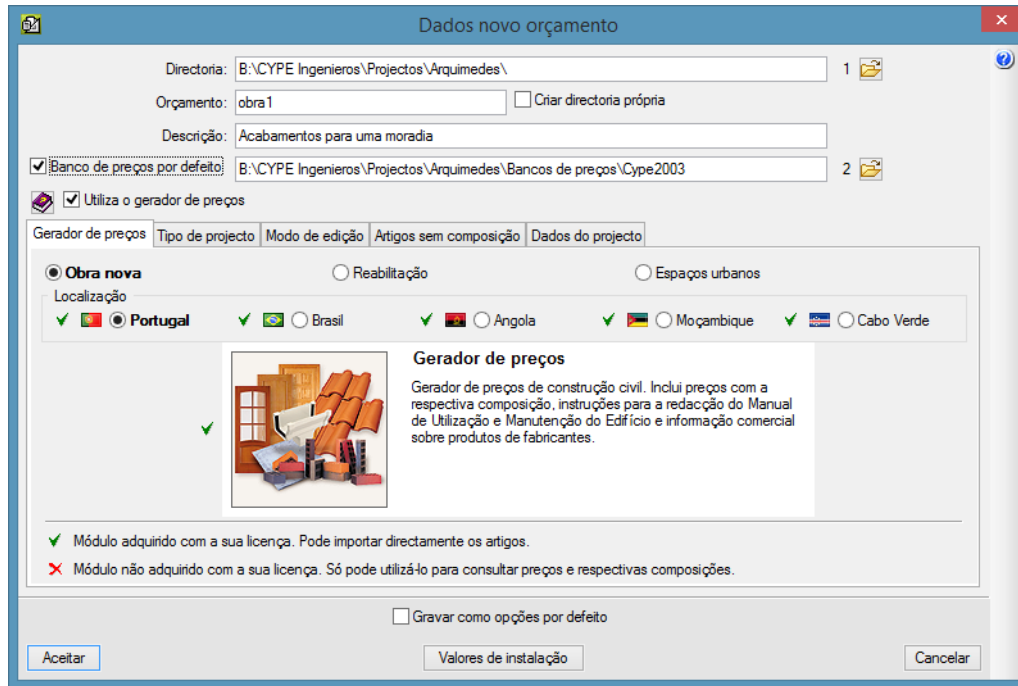 Dados novo orçamento
Directoria: B:\CYPE Ingenieros\Projectos\Arquimedes\ 1
Orçamento: obra1 Criar directoria própria
Descrição: Acabamentos para uma moradia
Banco de preços por defeito B:\CYPE Ingenieros\Projectos\Arquimedes\Bancos de preços\Cype2003 2
Utiliza o gerador de preços
Gerador de preços Tipo de projecto Modo de edição Artigos sem composição Dados do projecto
Obra nova Reabilitação Espaços urbanos
Localização
Portugal Brasil Angola Moçambique Cabo Verde
Gerador de preços
Gerador de preços de construção civil. Inclui preços com a
respectiva composição, instruções para a redacção do Manual
de Utilização e Manutenção do Edifício e informação comercial
sobre produtos de fabricantes.
Módulo adquirido com a sua licença. Pode importar directamente os artigos.
Módulo não adquirido com a sua licença. Só pode utilizá-lo para consultar preços e respectivas composições.
Gravar como opções por defeito
Aceitar Valores de instalação Cancelar